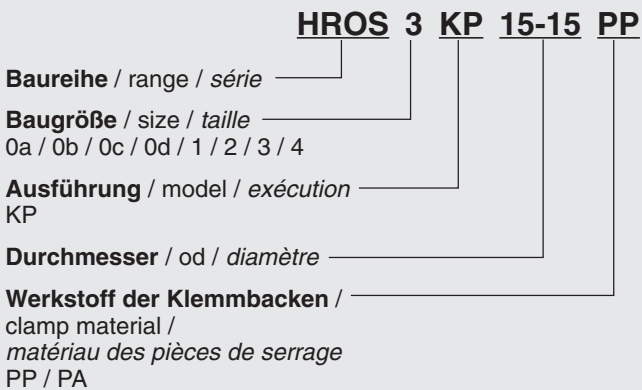 HROS 3 KP 15-15 PP
Baureihe / range / série
Baugröße / size / taille
0a / 0b / 0c / 0d / 1 / 2 / 3 / 4
Ausführung / model / exécution
KP
Durchmesser / od / diamètre
Werkstoff der Klemmbacken /
clamp material /
matériau des pièces de serrage
PP / PA